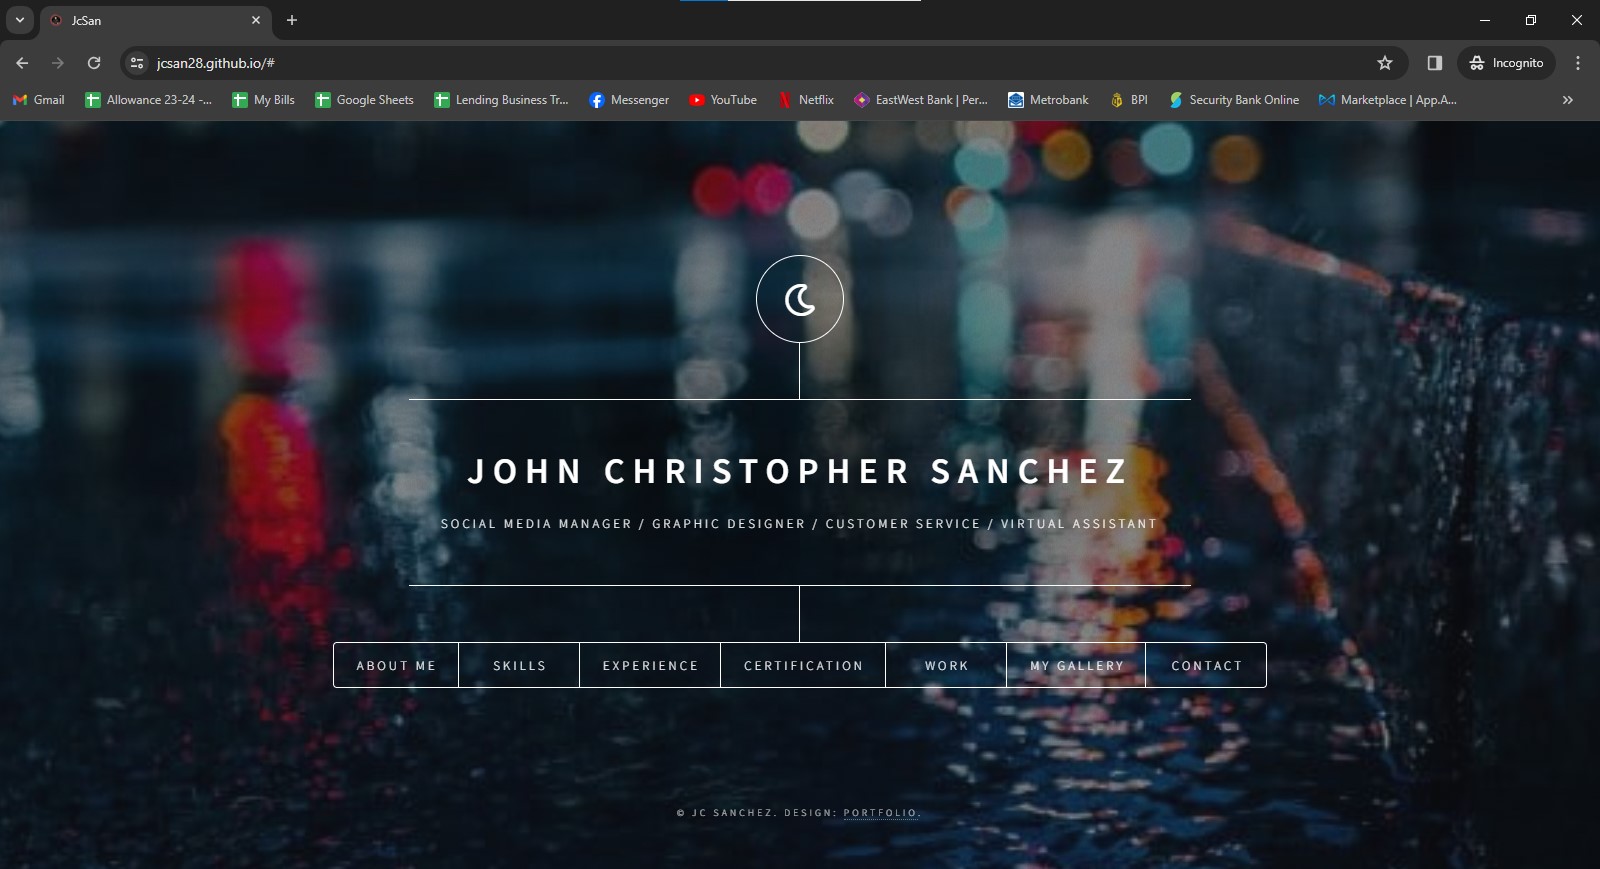 JcSan
jcsan28.github.io/#
Incognito
Gmail
Allowance 23-24 -...
My Bills
Google Sheets
Lending Business Tr...
Messenger
YouTube
Netflix
EastWest Bank | Per...
Metrobank
BPI
Security Bank Online
Marketplace | App.A...
JOHN CHRISTOPHER SANCHEZ
SOCIAL MEDIA MANAGER / GRAPHIC DESIGNER / CUSTOMER SERVICE / VIRTUAL ASSISTANT
ABOUT ME
SKILLS
EXPERIENCE
CERTIFICATION
WORK
MY GALLERY
CONTACT
© JC SANCHEZ. DESIGN: PORTFOLIO.